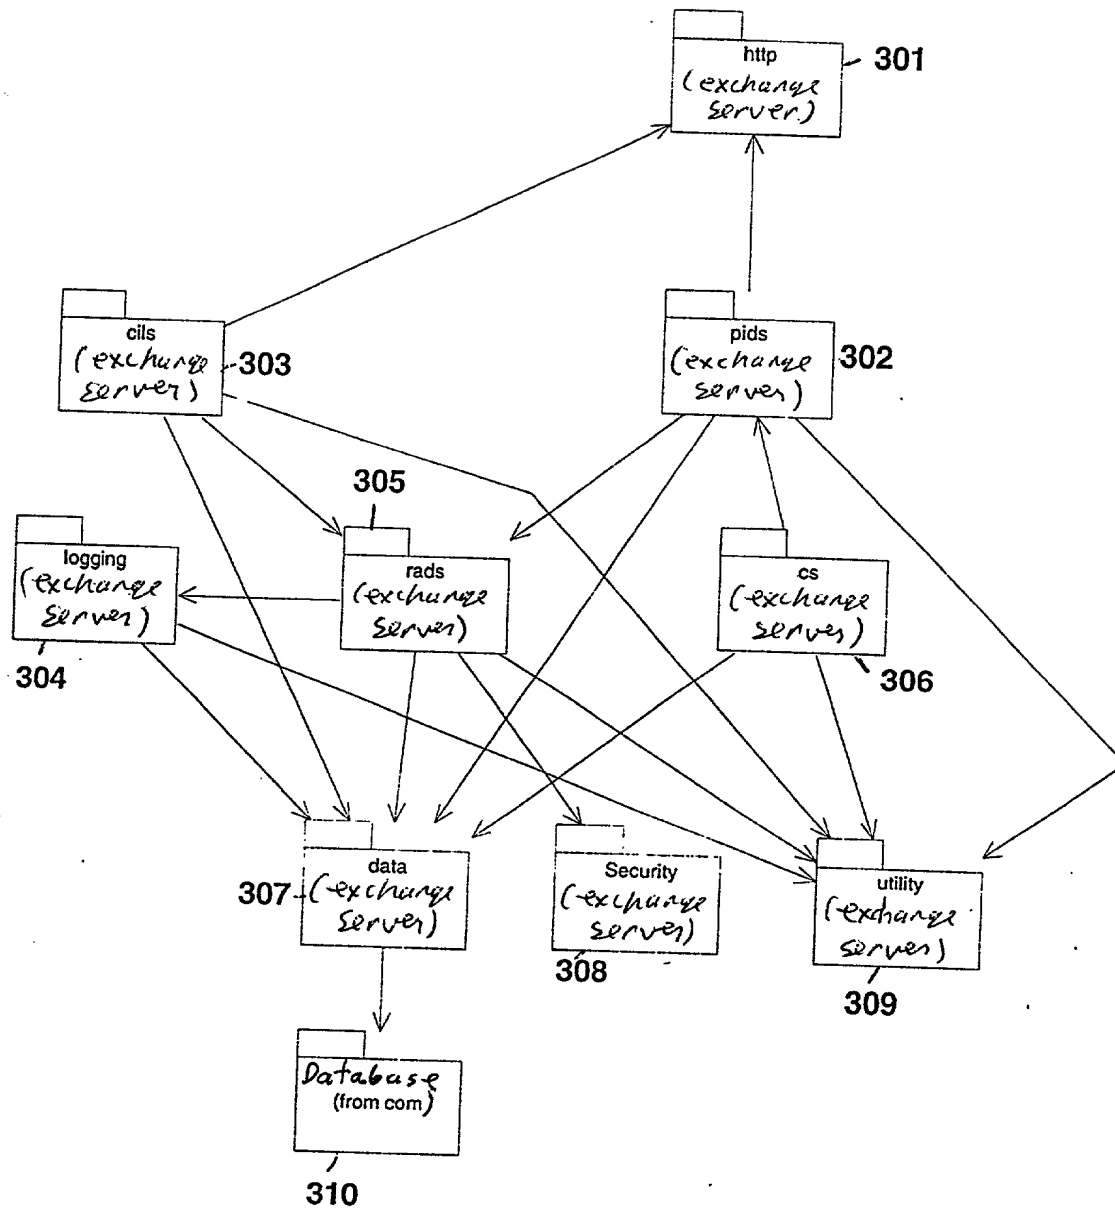 http
(exchange
server)
301
cils
(exchange
server)
303
pids
(exchange
server)
302
305
logging
(exchange
server)
304
rads
(exchange
server)
cs
(exchange
server)
306
data
(exchange
server)
307
Security
(exchange
server)
308
utility
(exchange
server)
309
Database
(from com)
310